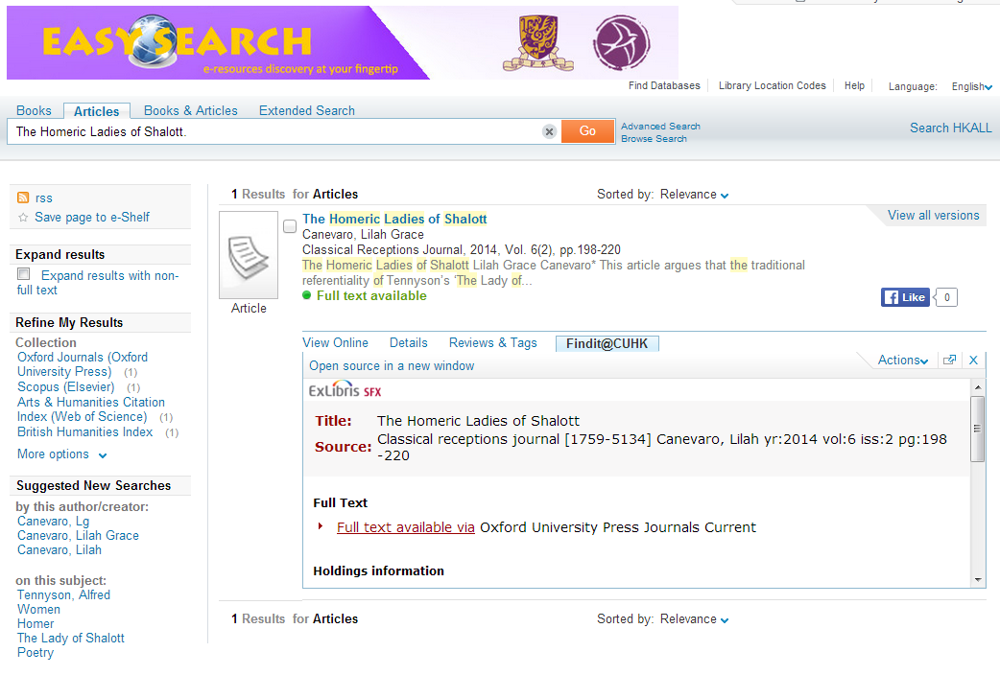 EASY SEARCH
e-resources discovery at your fingertip
Find Databases Library Location Codes Help Language: English
Books Articles Books & Articles Extended Search
The Homeric Ladies of Shalott. Go
Advanced Search
Browse Search
Search HKALL
rss
Save page to e-Shelf
Expand results
Expand results with non-
full text
Refine My Results
Collection
Oxford Journals (Oxford
University Press) (1)
Scopus (Elsevier) (1)
Arts & Humanities Citation
Index (Web of Science) (1)
British Humanities Index (1)
More options
Suggested New Searches
by this author/creator:
Canevaro, Lg
Canevaro, Lilah Grace
Canevaro, Lilah
on this subject:
Tennyson, Alfred
Women
Homer
The Lady of Shalott
Poetry
1 Results for Articles Sorted by: Relevance
View all versions
The Homeric Ladies of Shalott
Canevaro, Lilah Grace
Classical Receptions Journal, 2014, Vol. 6(2), pp.198-220
The Homeric Ladies of Shalott Lilah Grace Canevaro* This article argues that the traditional
referentiality of Tennyson's 'The Lady of...
Full text available
Article
Like 0
View Online Details Reviews & Tags Findit@CUHK
Open source in a new window Actions X
ExLibris SFX
Title: The Homeric Ladies of Shalott
Source: Classical receptions journal [1759-5134] Canevaro, Lilah yr:2014 vol:6 iss:2 pg:198
-220
Full Text
Full text available via Oxford University Press Journals Current
Holdings information
1 Results for Articles Sorted by: Relevance